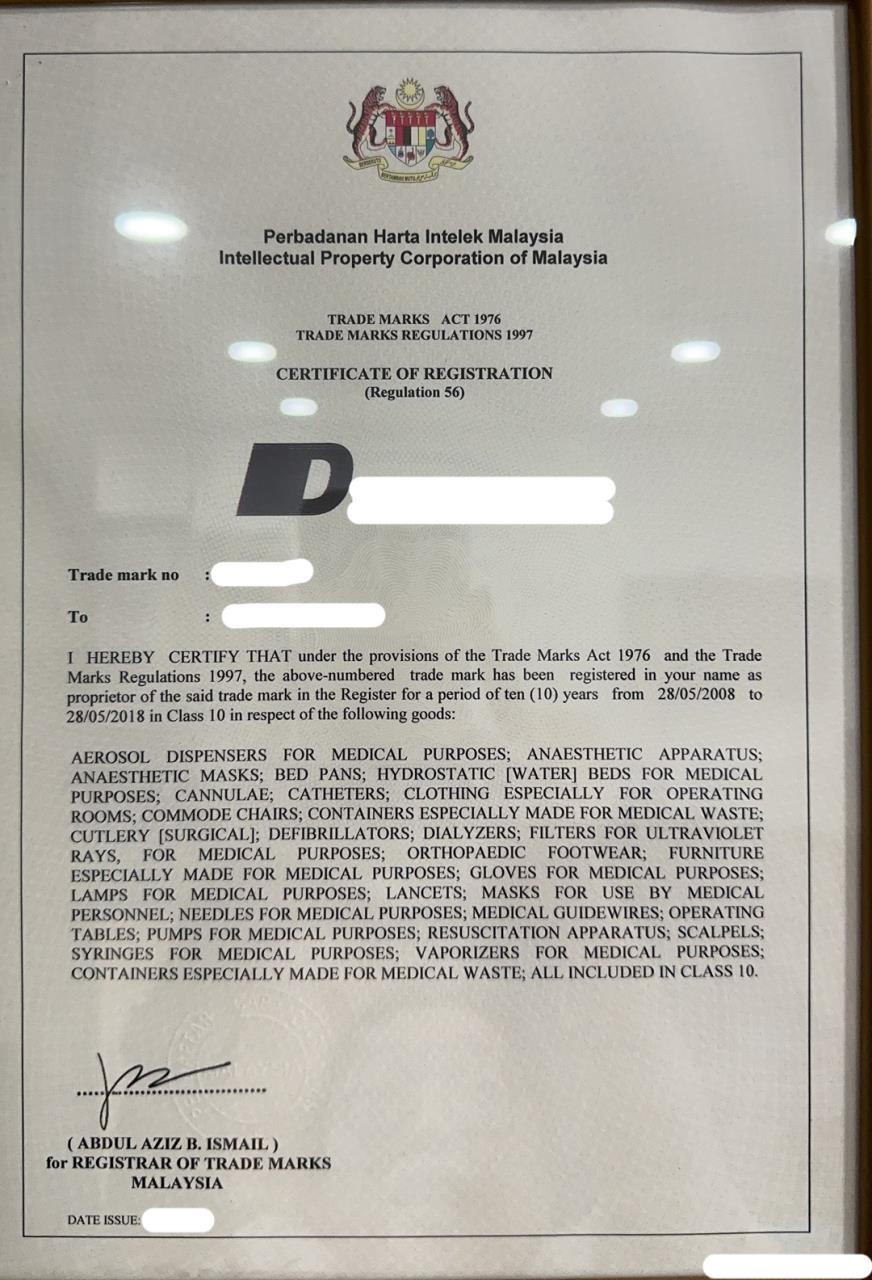 Perbadanan Harta Intelek Malaysia
Intellectual Property Corporation of Malaysia
TRADE MARKS ACT 1976
TRADE MARKS REGULATIONS 1997
CERTIFICATE OF REGISTRATION
(Regulation 56)
D
Trade mark no :
To :
I HEREBY CERTIFY THAT under the provisions of the Trade Marks Act 1976 and the Trade
Marks Regulations 1997, the above-numbered trade mark has been registered in your name as
proprietor of the said trade mark in the Register for a period of ten (10) years from 28/05/2008 to
28/05/2018 in Class 10 in respect of the following goods:
AEROSOL DISPENSERS FOR MEDICAL PURPOSES; ANAESTHETIC APPARATUS;
ANAESTHETIC MASKS; BED PANS; HYDROSTATIC [WATER] BEDS FOR MEDICAL
PURPOSES; CANNULAE; CATHETERS; CLOTHING ESPECIALLY FOR OPERATING
ROOMS; COMMODE CHAIRS; CONTAINERS ESPECIALLY MADE FOR MEDICAL WASTE;
CUTLERY [SURGICAL]; DEFIBRILLATORS; DIALYZERS; FILTERS FOR ULTRAVIOLET
RAYS, FOR MEDICAL PURPOSES; ORTHOPAEDIC FOOTWEAR; FURNITURE
ESPECIALLY MADE FOR MEDICAL PURPOSES; GLOVES FOR MEDICAL PURPOSES;
LAMPS FOR MEDICAL PURPOSES; LANCETS; MASKS FOR USE BY MEDICAL
PERSONNEL; NEEDLES FOR MEDICAL PURPOSES; MEDICAL GUIDEWIRES; OPERATING
TABLES; PUMPS FOR MEDICAL PURPOSES; RESUSCITATION APPARATUS; SCALPELS;
SYRINGES FOR MEDICAL PURPOSES; VAPORIZERS FOR MEDICAL PURPOSES;
CONTAINERS ESPECIALLY MADE FOR MEDICAL WASTE; ALL INCLUDED IN CLASS 10.
( ABDUL AZIZ B. ISMAIL )
for REGISTRAR OF TRADE MARKS
MALAYSIA
DATE ISSUE: